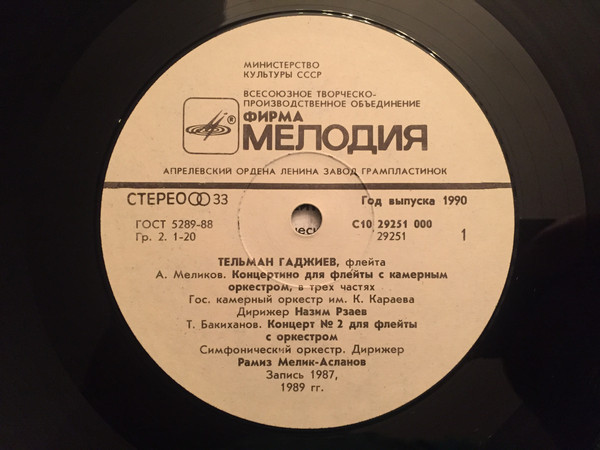 МИНИСТЕРСТВО
КУЛЬТУРЫ СССР
ВСЕСОЮЗНОЕ ТВОРЧЕСКО-
ПРОИЗВОДСТВЕННОЕ ОБЪЕДИНЕНИЕ
®
ФИРМА
МЕЛОДИЯ
АПРЕЛЕВСКИЙ ОРДЕНА ЛЕНИНА ЗАВОД ГРАМПЛАСТИНОК
СТЕРЕО 33 Год выпуска 1990
ГОСТ 5289-88 С10 29251 000
Гр. 2. 1-20 29251 1
ТЕЛЬМАН ГАДЖИЕВ, флейта
А. Меликов. Концертино для флейты с камерным
оркестром, в трех частях
Гос. камерный оркестр им. К. Караева
Дирижер Назим Рзаев
Т. Бакиханов. Концерт № 2 для флейты
с оркестром
Симфонический оркестр. Дирижер
Рамиз Мелик-Асланов
Запись 1987,
1989 гг.